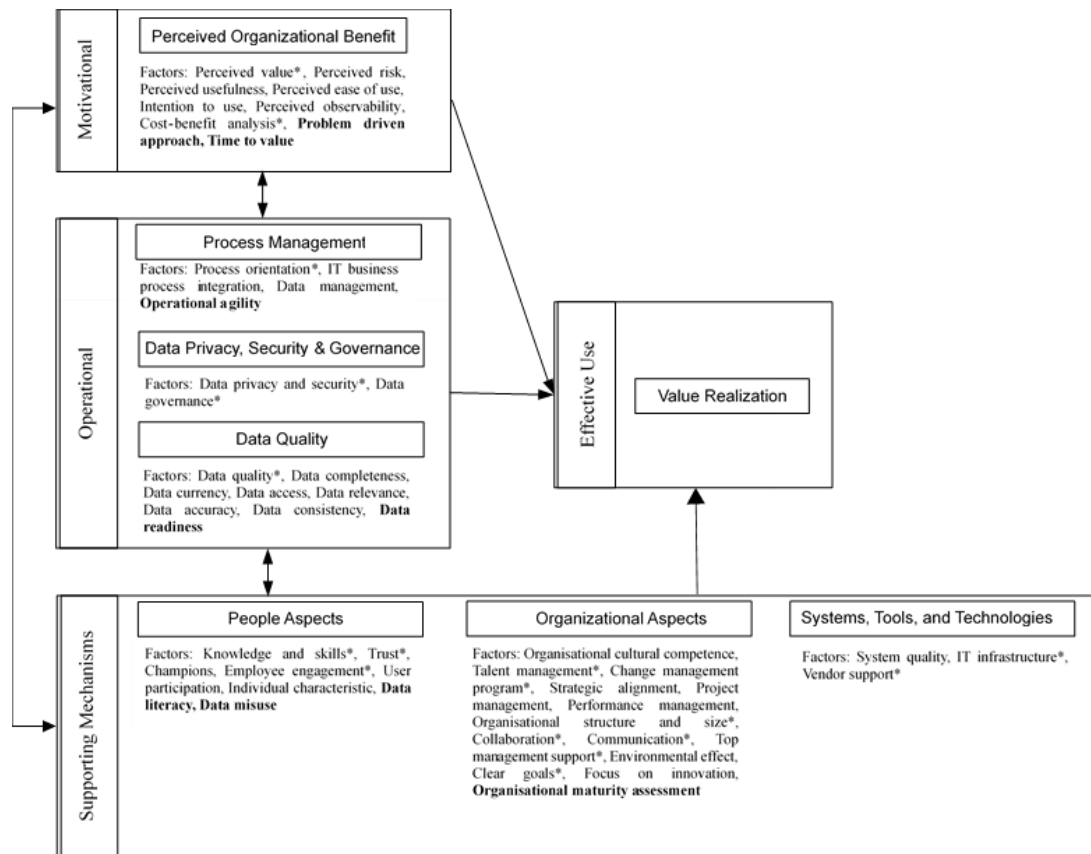 Motivational
Perceived Organizational Benefit
Factors: Perceived value*, Perceived risk,
Perceived usefulness, Perceived ease of use,
Intention to use, Perceived observability,
Cost-benefit analysis*, Problem driven
approach, Time to value
Operational
Process Management
Factors: Process orientation*, IT business
process integration, Data management,
Operational agility
Data Privacy, Security & Governance
Factors: Data privacy and security*, Data
governance*
Data Quality
Factors: Data quality*, Data completeness,
Data currency, Data access, Data relevance,
Data accuracy, Data consistency, Data
readiness
Effective Use
Value Realization
Supporting Mechanisms
People Aspects
Factors: Knowledge and skills*, Trust*,
Champions, Employee engagement*, User
participation, Individual characteristic, Data
literacy, Data misuse
Organizational Aspects
Factors: Organisational cultural competence,
Talent management*, Change management
program*, Strategic alignment, Project
management, Performance management,
Organisational structure and size*,
Collaboration*, Communication*, Top
management support*, Environmental effect,
Clear goals*, Focus on innovation,
Organisational maturity assessment
Systems, Tools, and Technologies
Factors: System quality, IT infrastructure*,
Vendor support*